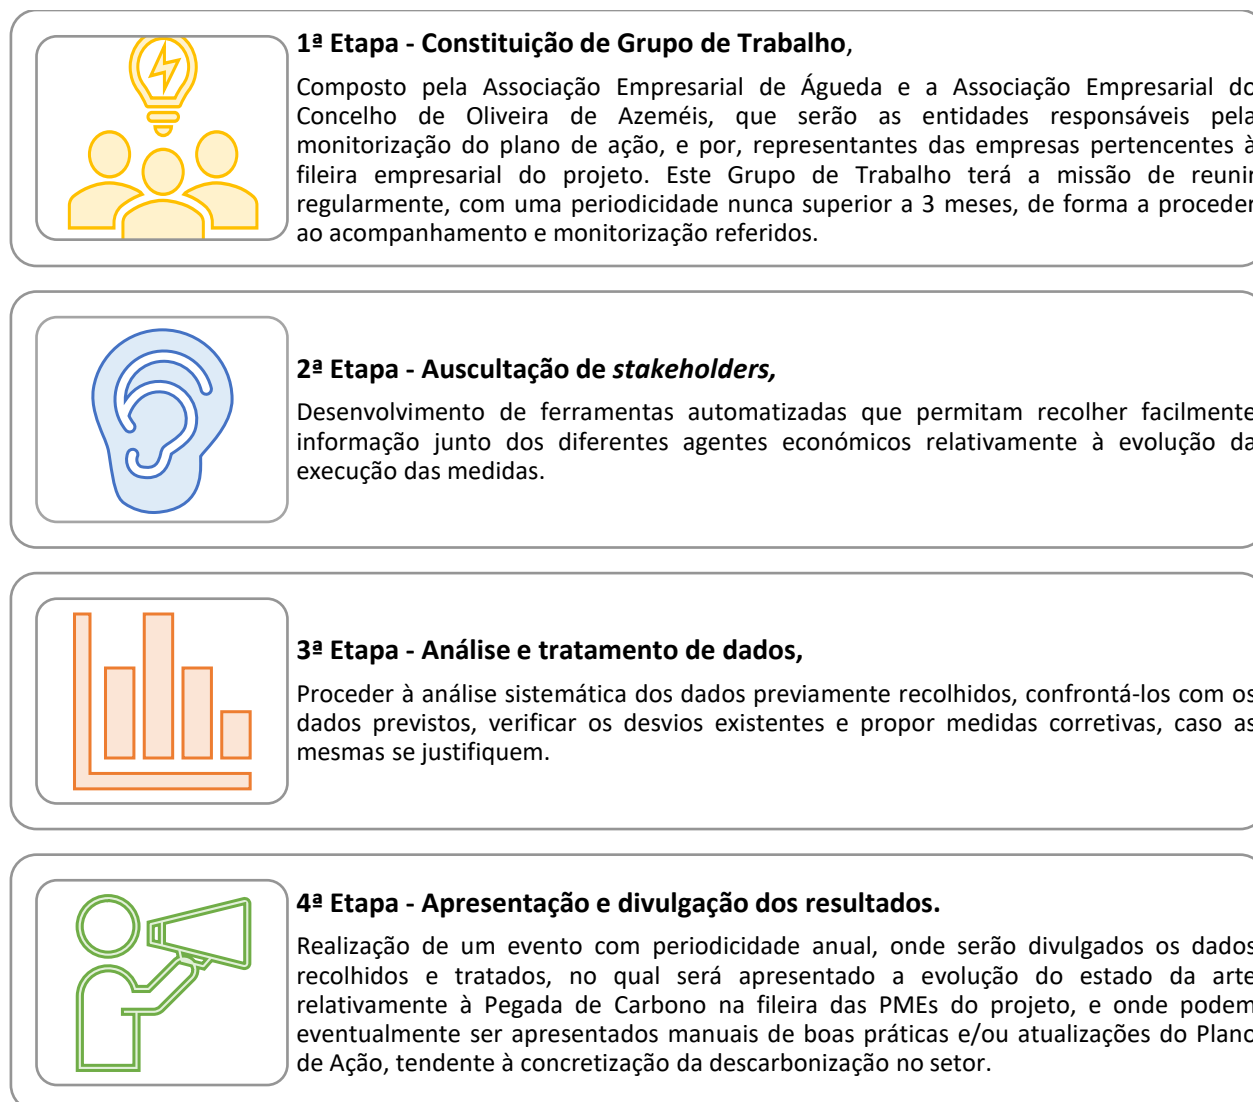 1ª Etapa - Constituição de Grupo de Trabalho,
Composto pela Associação Empresarial de Águeda e a Associação Empresarial do
Concelho de Oliveira de Azeméis, que serão as entidades responsáveis pela
monitorização do plano de ação, e por, representantes das empresas pertencentes à
fileira empresarial do projeto. Este Grupo de Trabalho terá a missão de reunir
regularmente, com uma periodicidade nunca superior a 3 meses, de forma a proceder
ao acompanhamento e monitorização referidos.
2ª Etapa - Auscultação de stakeholders,
Desenvolvimento de ferramentas automatizadas que permitam recolher facilmente
informação junto dos diferentes agentes económicos relativamente à evolução da
execução das medidas.
3ª Etapa - Análise e tratamento de dados,
Proceder à análise sistemática dos dados previamente recolhidos, confrontá-los com os
dados previstos, verificar os desvios existentes e propor medidas corretivas, caso as
mesmas se justifiquem.
4ª Etapa - Apresentação e divulgação dos resultados.
Realização de um evento com periodicidade anual, onde serão divulgados os dados
recolhidos e tratados, no qual será apresentado a evolução do estado da arte
relativamente à Pegada de Carbono na fileira das PMEs do projeto, e onde podem
eventualmente ser apresentados manuais de boas práticas e/ou atualizações do Plano
de Ação, tendente à concretização da descarbonização no setor.